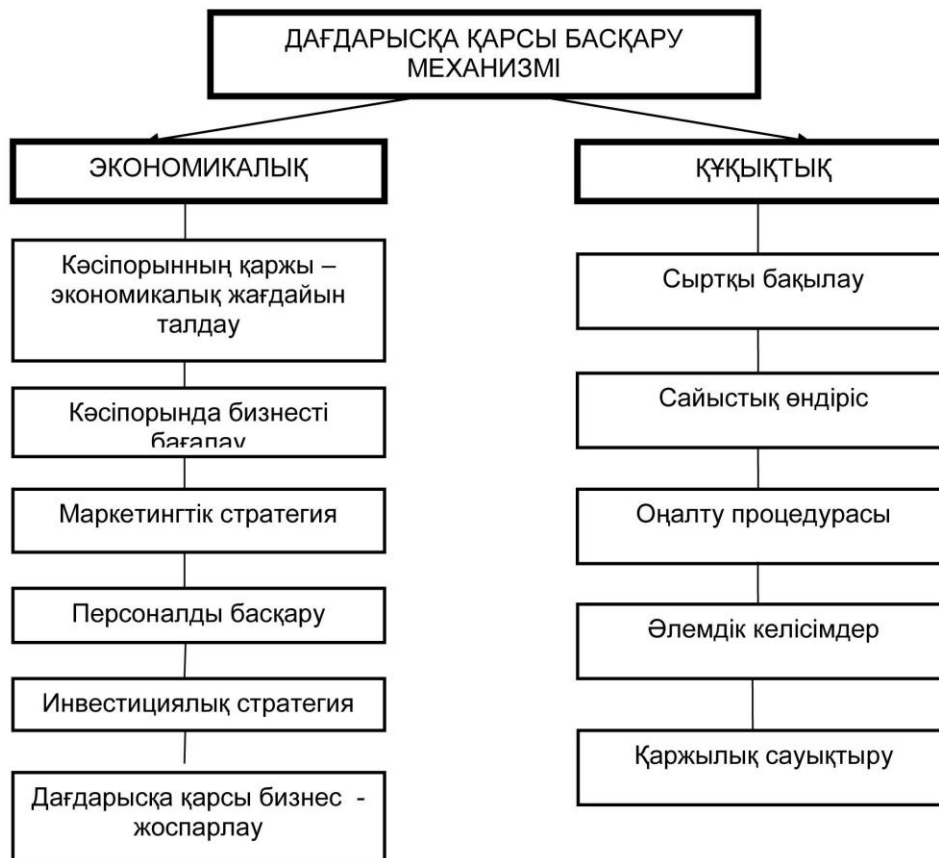 ДАҒДАРЫСҚА ҚАРСЫ БАСҚАРУ
МЕХАНИЗМІ
ЭКОНОМИКАЛЫҚ
Кәсіпорынның қаржы –
экономикалық жағдайын
талдау
Кәсіпорында бизнесті
бағалау
Маркетингтік стратегия
Персоналды басқару
Инвестициялық стратегия
Дағдарысқа қарсы бизнес -
жоспарлау
ҚҰҚЫҚТЫҚ
Сыртқы бақылау
Сайыстық өндіріс
Оңалту процедурасы
Әлемдік келісімдер
Қаржылық сауықтыру